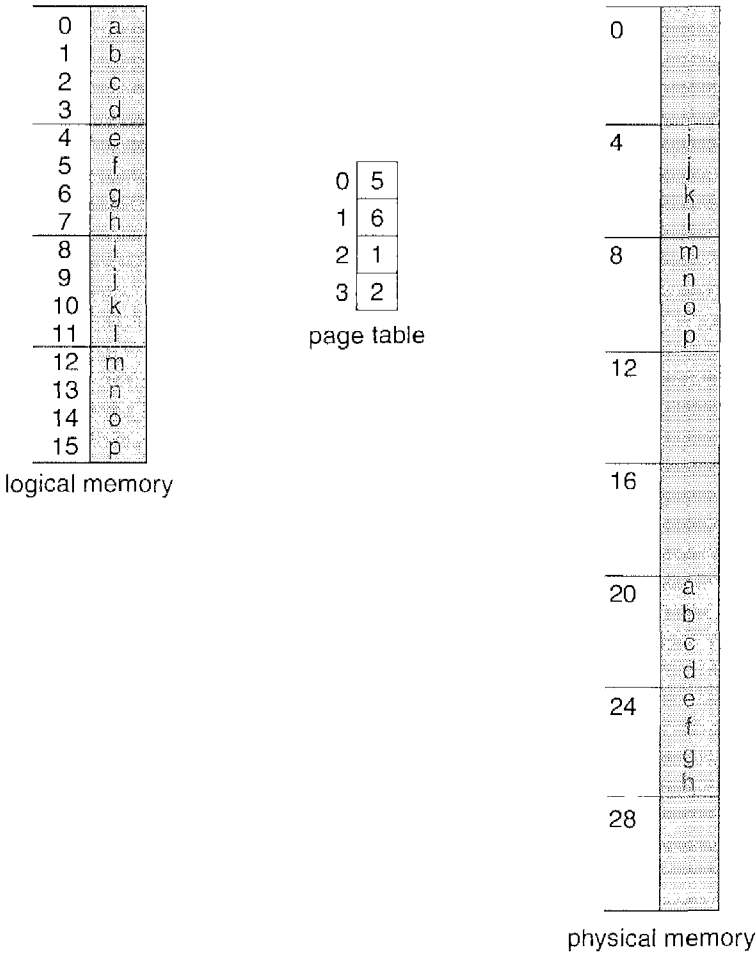 0 a
1 b
2 c
3 d
4 e
5 f
6 g
7 h
8 i
9 j
10 k
11 l
12 m
13 n
14 o
15 p
logical memory
0 5
1 6
2 1
3 2
page table
0
4 i
j
k
l
8 m
n
o
p
12
16
20 a
b
c
d
24 e
f
g
h
28
physical memory